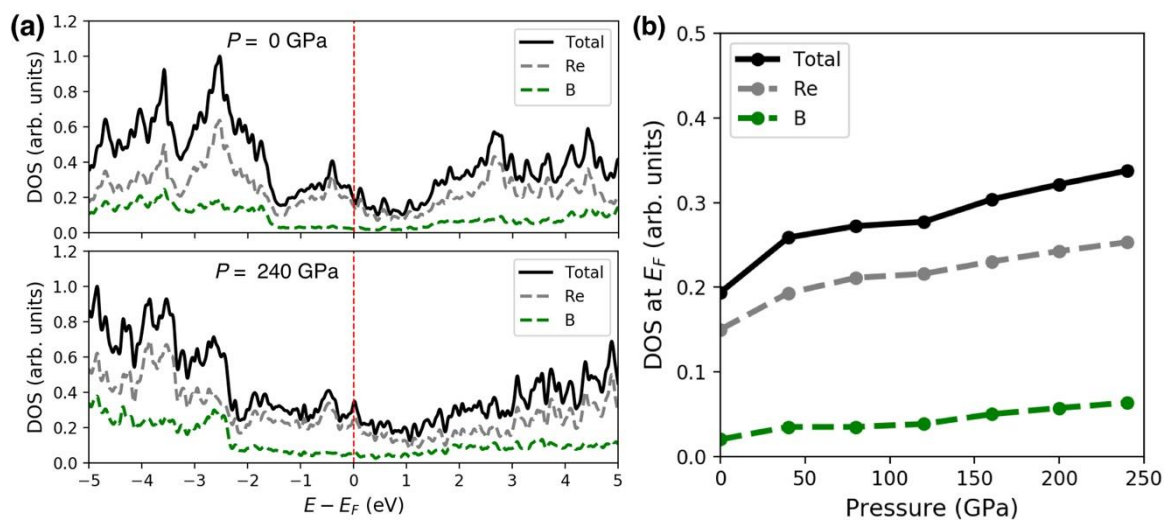 (a)
1.2
1.0
0.8
0.6
0.4
0.2
0.0
DOS (arb. units)
P = 0 GPa
Total
Re
B
1.2
1.0
0.8
0.6
0.4
0.2
0.0
DOS (arb. units)
P = 240 GPa
Total
Re
B
−5 −4 −3 −2 −1 0 1 2 3 4 5
E − E_F (eV)
(b)
0.5
0.4
0.3
0.2
0.1
0.0
DOS at E_F (arb. units)
Total
Re
B
0 50 100 150 200 250
Pressure (GPa)